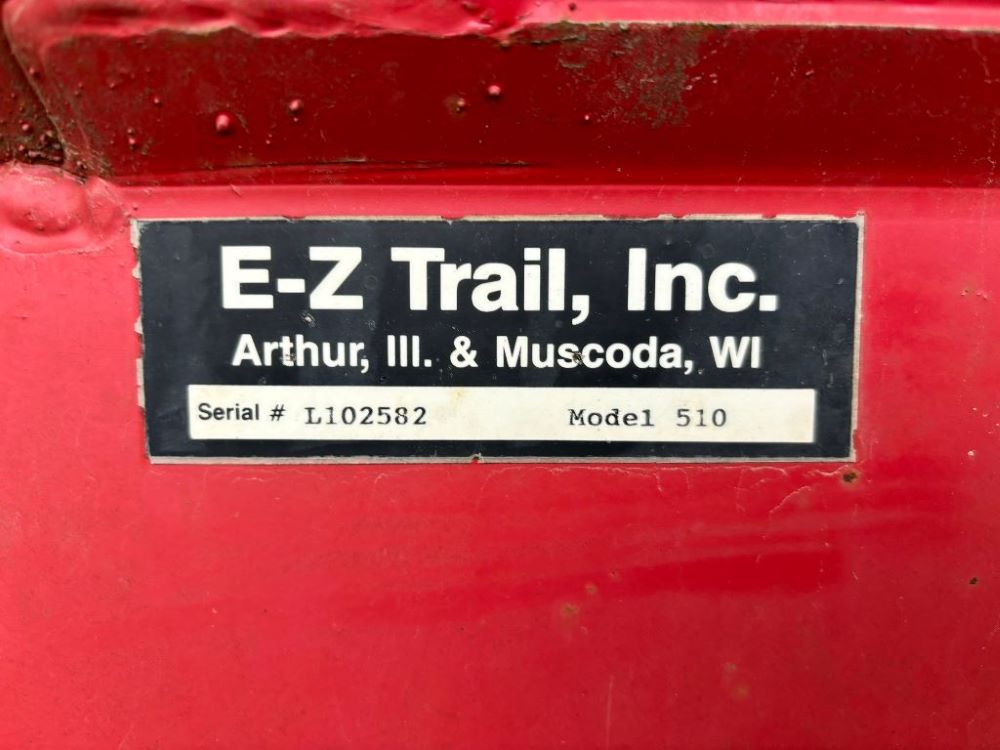 E-Z Trail, Inc.
Arthur, Ill. & Muscoda, WI
Serial # L102582 Model 510